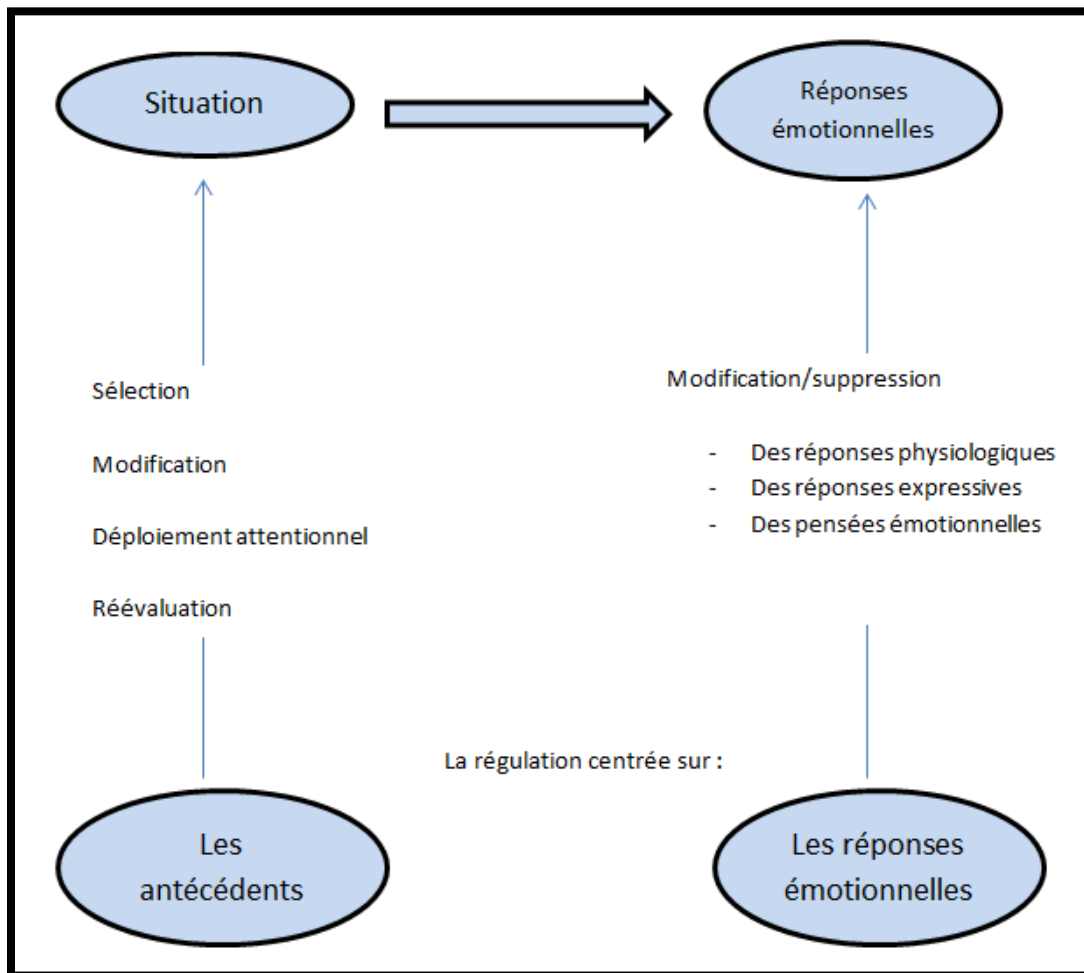 Situation
Réponses
émotionnelles
Sélection
Modification
Déploiement attentionnel
Réévaluation
Modification/suppression
- Des réponses physiologiques
- Des réponses expressives
- Des pensées émotionnelles
La régulation centrée sur :
Les
antécédents
Les réponses
émotionnelles